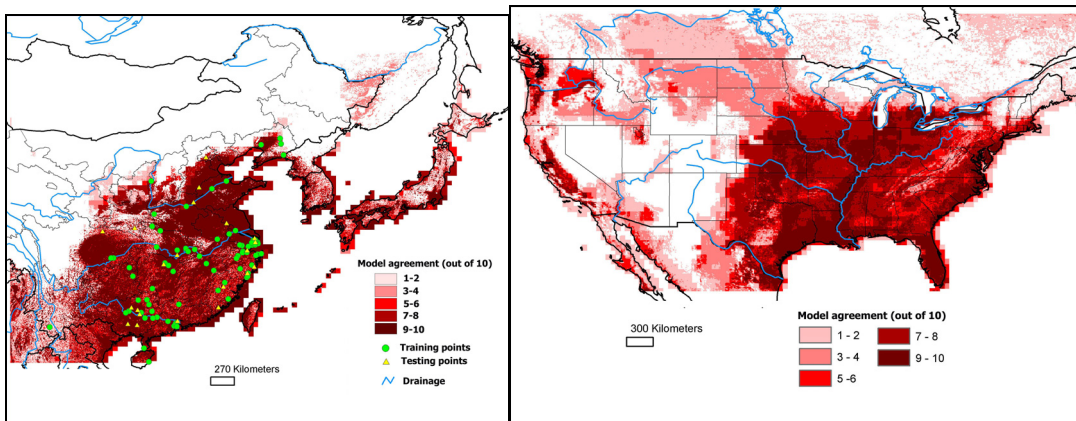 Model agreement (out of 10)
1-2
3-4
5-6
7-8
9-10
Training points
Testing points
Drainage
270 Kilometers
300 Kilometers
Model agreement (out of 10)
1 - 2
3 - 4
5 -6
7 - 8
9 - 10